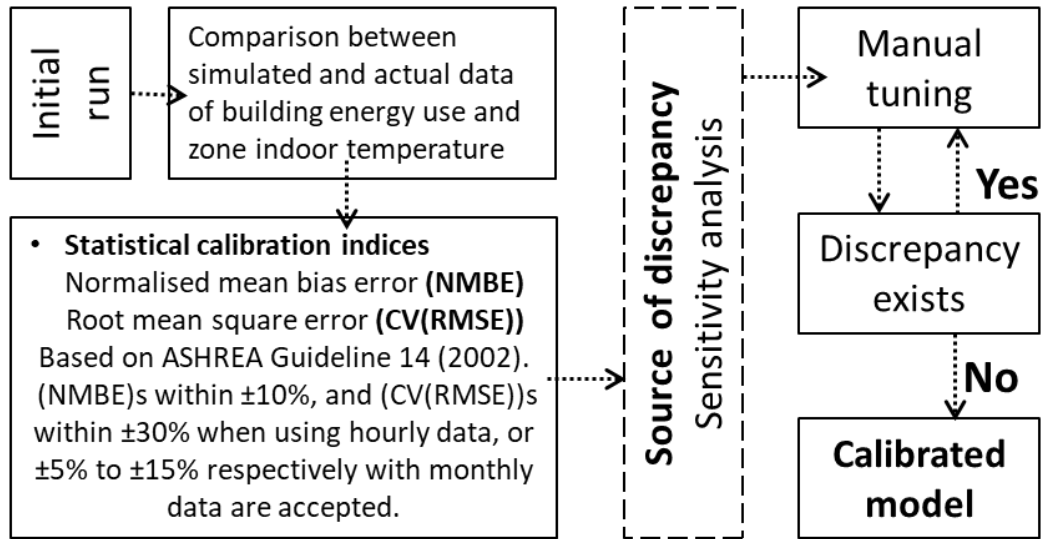 Initial
run
Comparison between
simulated and actual data
of building energy use and
zone indoor temperature
• Statistical calibration indices
Normalised mean bias error (NMBE)
Root mean square error (CV(RMSE))
Based on ASHREA Guideline 14 (2002).
(NMBE)s within ±10%, and (CV(RMSE))s
within ±30% when using hourly data, or
±5% to ±15% respectively with monthly
data are accepted.
Source of discrepancy
Sensitivity analysis
Manual
tuning
Yes
Discrepancy
exists
No
Calibrated
model